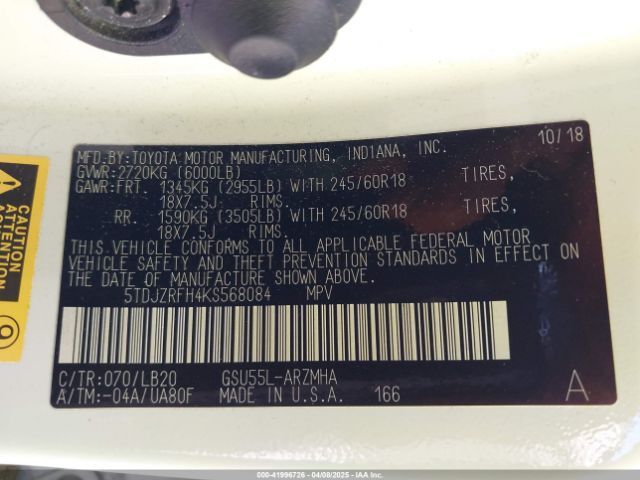 10/18
MFD.BY:TOYOTA MOTOR MANUFACTURING, INDIANA, INC.
GVWR:2720KG (6000LB)
GAWR:FRT. 1345KG (2955LB) WITH 245/60R18 TIRES,
18X7.5J RIMS.
RR. 1590KG (3505LB) WITH 245/60R18 TIRES,
18X7.5J RIMS.
THIS VEHICLE CONFORMS TO ALL APPLICABLE FEDERAL MOTOR
VEHICLE SAFETY AND THEFT PREVENTION STANDARDS IN EFFECT ON
THE DATE OF MANUFACTURE SHOWN ABOVE.
5TDJZRFH4KS568084 MPV
C/TR:070/LB20 GSU55L-ARZMHA
A/TM:-04A/UA80F MADE IN U.S.A. 166 A
CAUTION
000-41996726 - 04/08/2025 - IAAI.COM